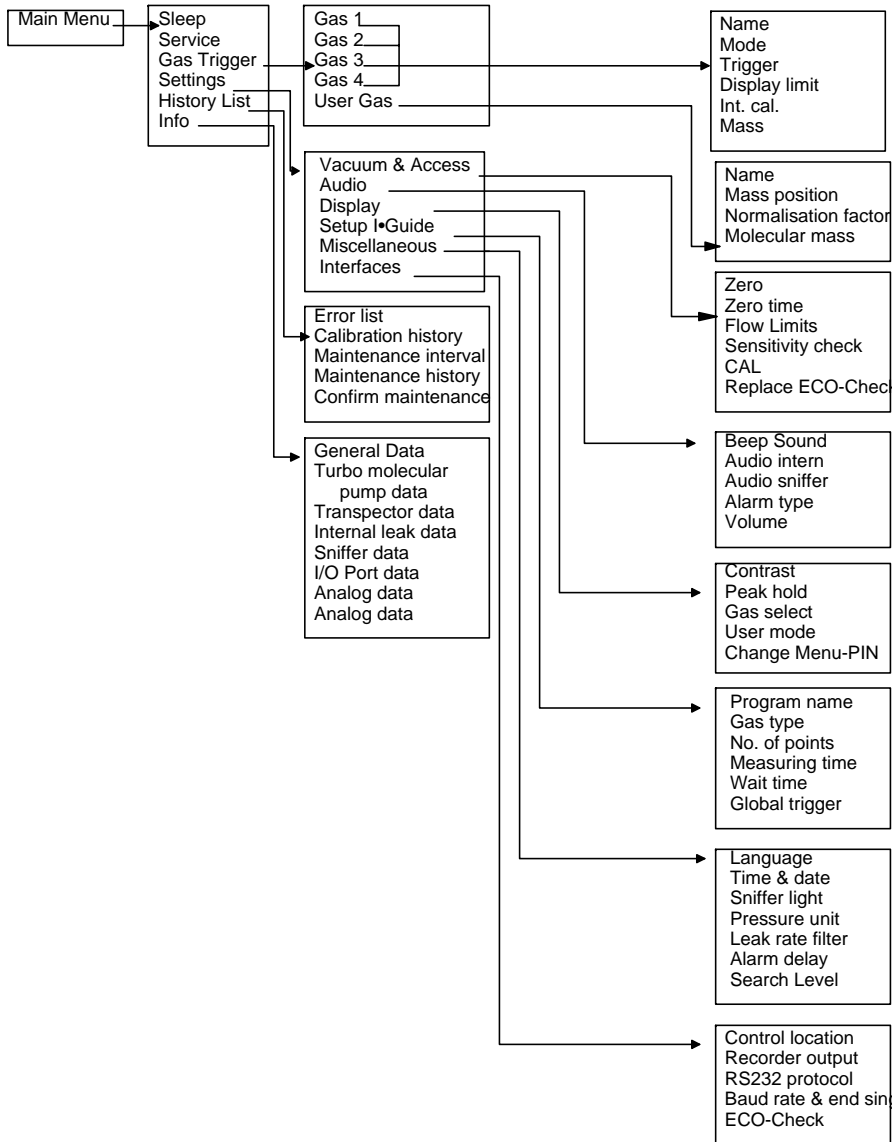 Main Menu
Sleep
Service
Gas Trigger
Settings
History List
Info
Gas 1
Gas 2
Gas 3
Gas 4
User Gas
Name
Mode
Trigger
Display limit
Int. cal.
Mass
Vacuum & Access
Audio
Display
Setup I•Guide
Miscellaneous
Interfaces
Name
Mass position
Normalisation factor
Molecular mass
Error list
Calibration history
Maintenance interval
Maintenance history
Confirm maintenance
Zero
Zero time
Flow Limits
Sensitivity check
CAL
Replace ECO-Check
General Data
Turbo molecular
pump data
Transpector data
Internal leak data
Sniffer data
I/O Port data
Analog data
Analog data
Beep Sound
Audio intern
Audio sniffer
Alarm type
Volume
Contrast
Peak hold
Gas select
User mode
Change Menu-PIN
Program name
Gas type
No. of points
Measuring time
Wait time
Global trigger
Language
Time & date
Sniffer light
Pressure unit
Leak rate filter
Alarm delay
Search Level
Control location
Recorder output
RS232 protocol
Baud rate & end sing
ECO-Check